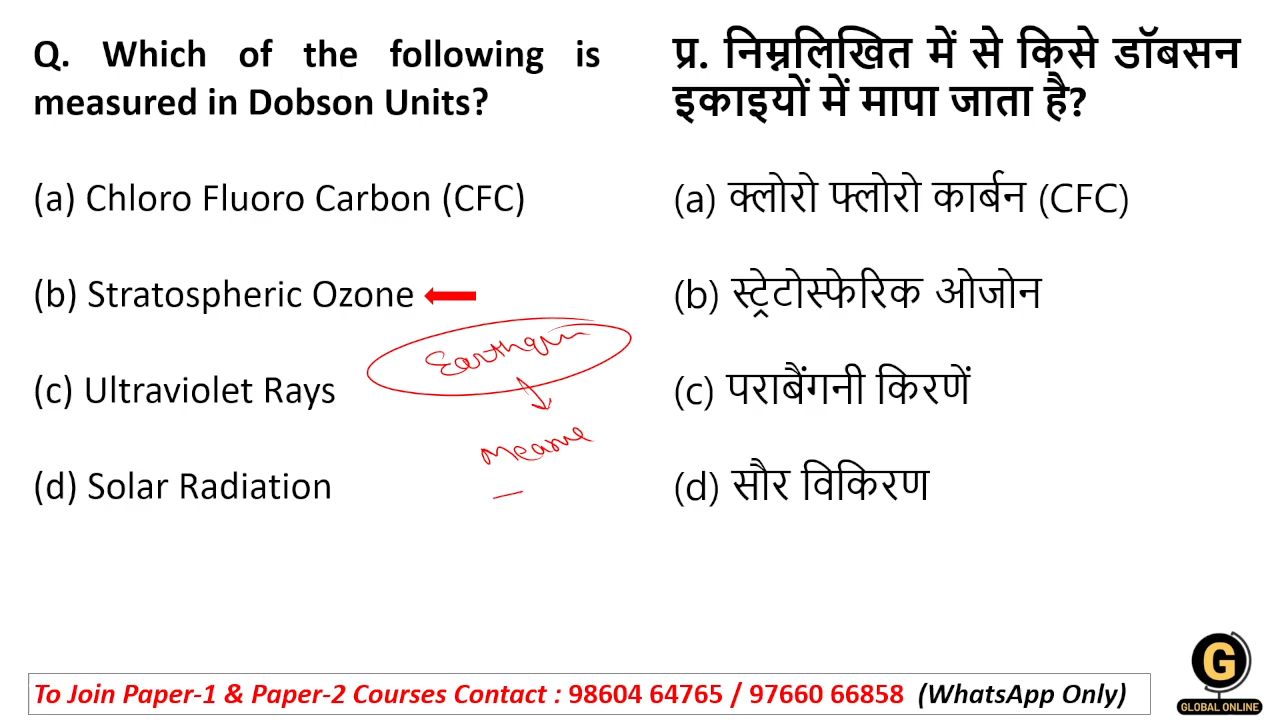 Q. Which of the following is
measured in Dobson Units?
(a) Chloro Fluoro Carbon (CFC)
(b) Stratospheric Ozone
(c) Ultraviolet Rays
(d) Solar Radiation
प्र. निम्नलिखित में से किसे डॉबसन
इकाइयों में मापा जाता है?
(a) क्लोरो फ्लोरो कार्बन (CFC)
(b) स्ट्रेटोस्फेरिक ओजोन
(c) पराबैंगनी किरणें
(d) सौर विकिरण
To Join Paper-1 & Paper-2 Courses Contact : 98604 64765 / 97660 66858 (WhatsApp Only)
G
GLOBAL ONLINE